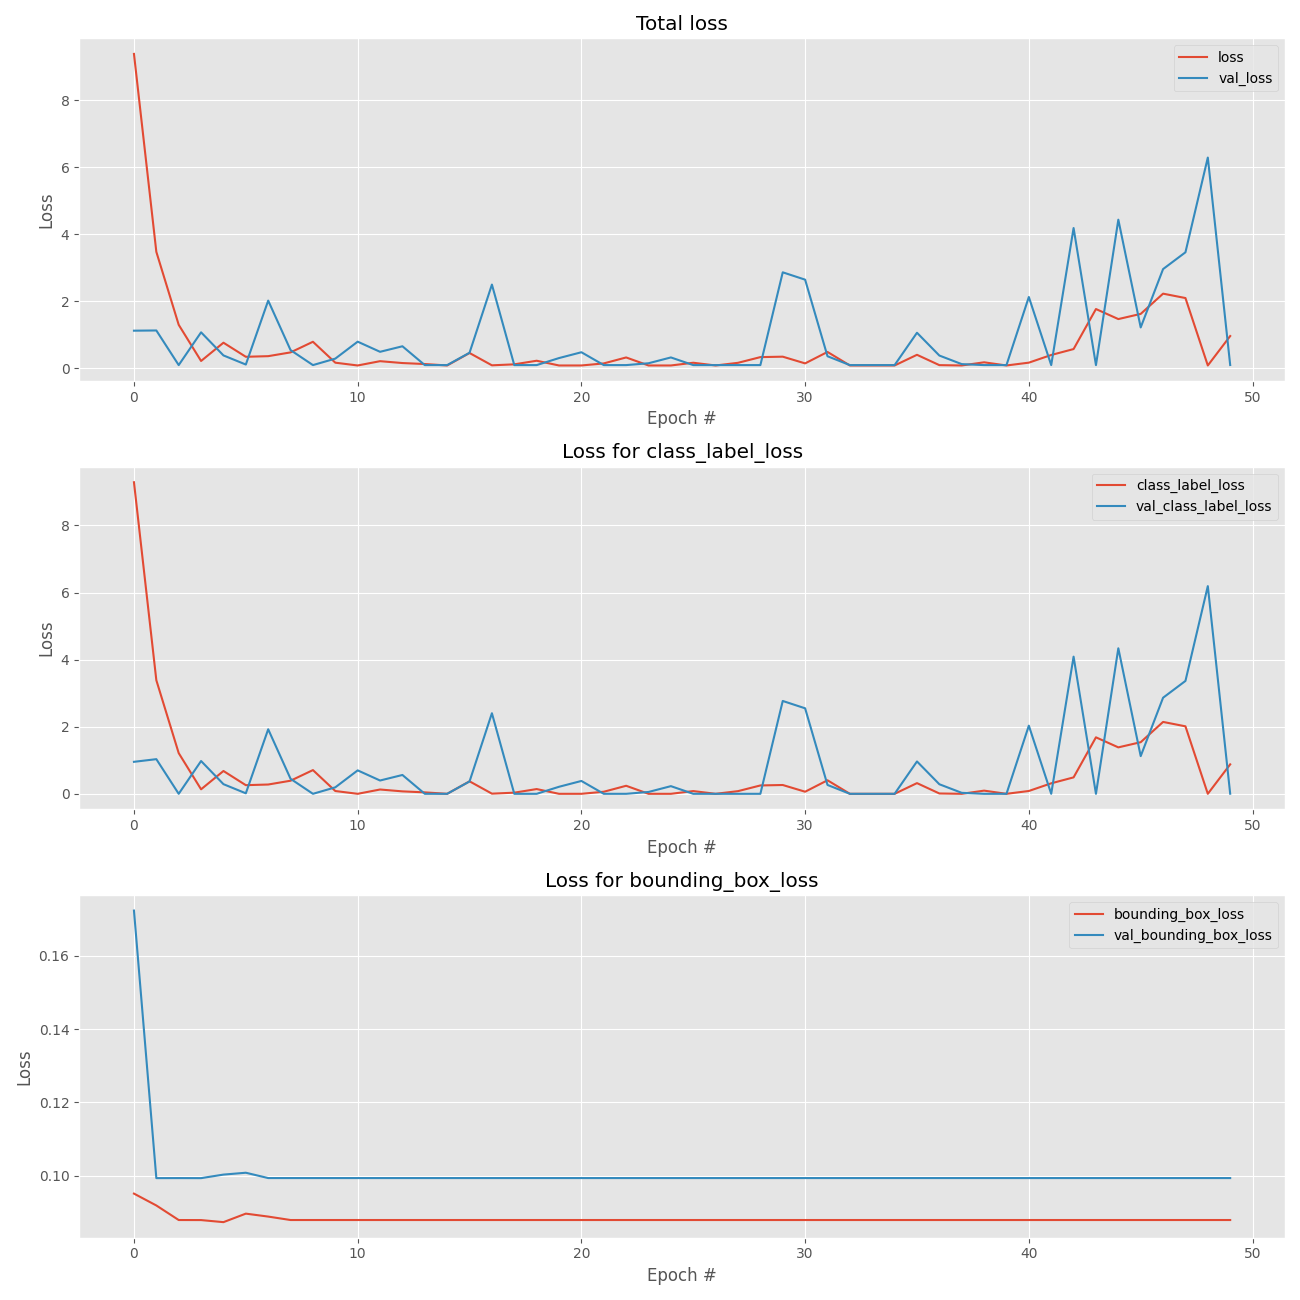 Total loss
loss
val_loss
8
6
4
2
0
Loss
0 10 20 30 40 50
Epoch #
Loss for class_label_loss
class_label_loss
val_class_label_loss
8
6
4
2
0
Loss
0 10 20 30 40 50
Epoch #
Loss for bounding_box_loss
bounding_box_loss
val_bounding_box_loss
0.16
0.14
0.12
0.10
Loss
0 10 20 30 40 50
Epoch #